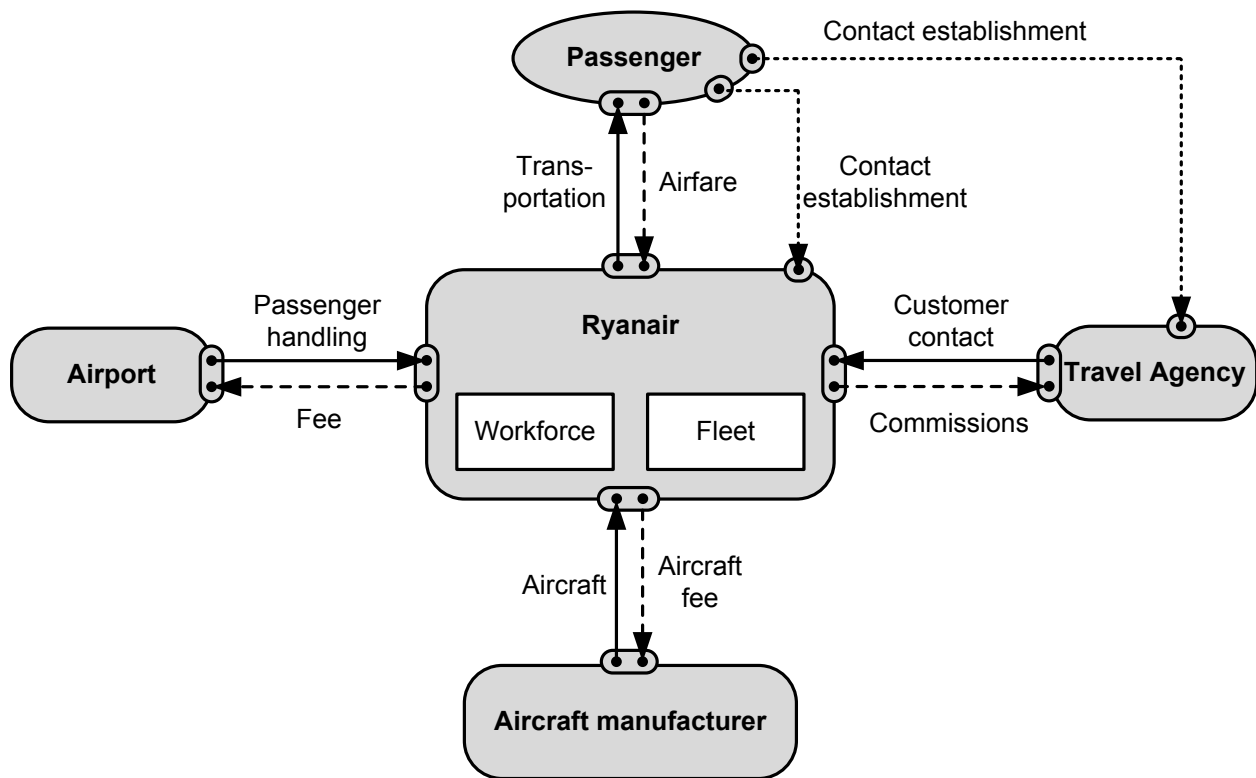 Passenger
Contact establishment
Trans-
portation
Airfare
Contact
establishment
Passenger
handling
Ryanair
Customer
contact
Airport
Travel Agency
Fee
Workforce
Fleet
Commissions
Aircraft
Aircraft
fee
Aircraft manufacturer